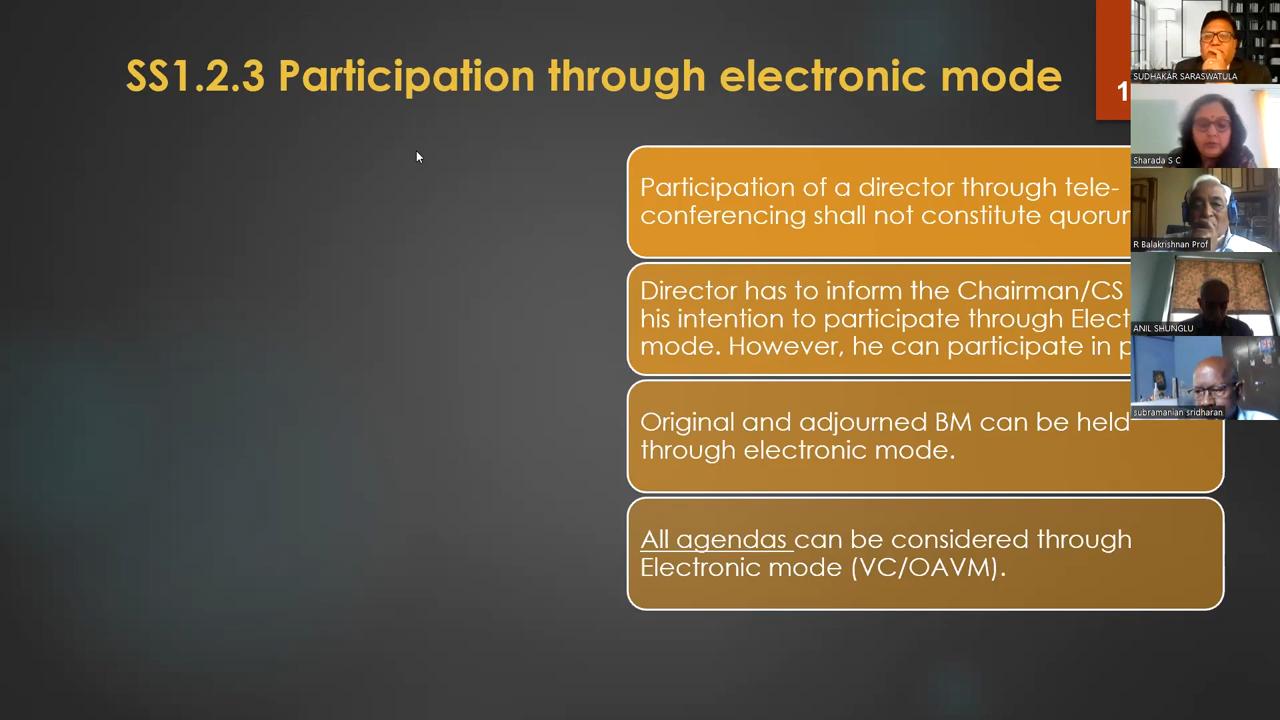 SS1.2.3 Participation through electronic mode
1
Participation of a director through tele-
conferencing shall not constitute
Director has to inform the Chairman/CS
his intention to participate through
mode. However, he can participate in
Original and adjourned BM can be held
through electronic mode.
All agendas can be considered through
Electronic mode (VC/OAVM).
SUDHAKAR SARASWATULA
Sharada S C
R Balakrishnan Prof
ANIL SHUNGLU
subramanian sridharan